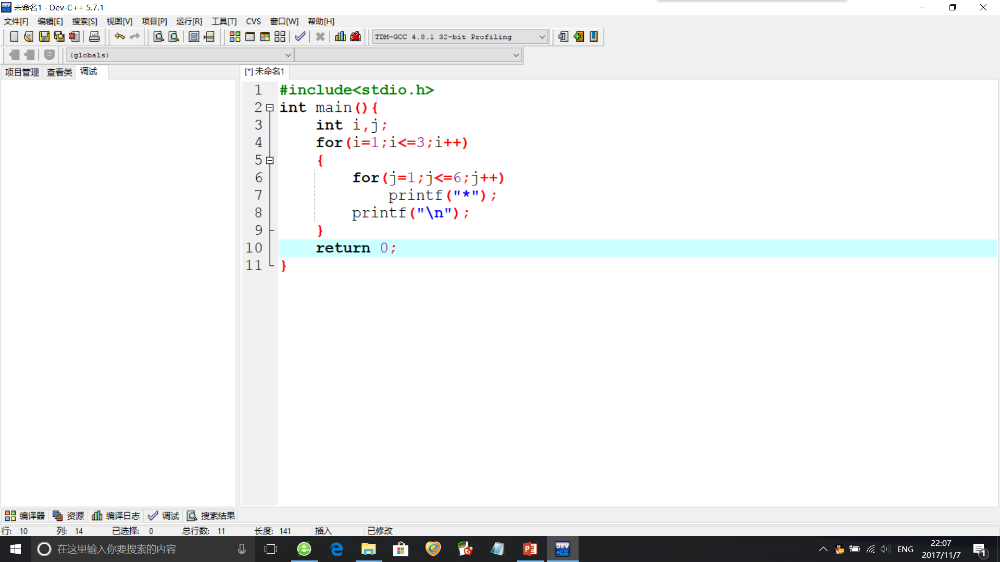 未命名1 - Dev-C++ 5.7.1
文件[F] 编辑[E] 搜索[S] 视图[V] 项目[P] 运行[R] 工具[T] CVS 窗口[W] 帮助[H]
TDM-GCC 4.8.1 32-bit Profiling
(globals)
项目管理 查看类 调试
[*] 未命名1
1 #include<stdio.h>
2 int main(){
3     int i,j;
4     for(i=1;i<=3;i++)
5     {
6         for(j=1;j<=6;j++)
7             printf("*");
8         printf("\n");
9     }
10     return 0;
11 }
编译器 资源 编译日志 调试 搜索结果
行: 10 列: 14 已选择: 0 总行数: 11 长度: 141 插入 已修改
在这里输入你要搜索的内容
DEV C++
ENG
22:07
2017/11/7
1